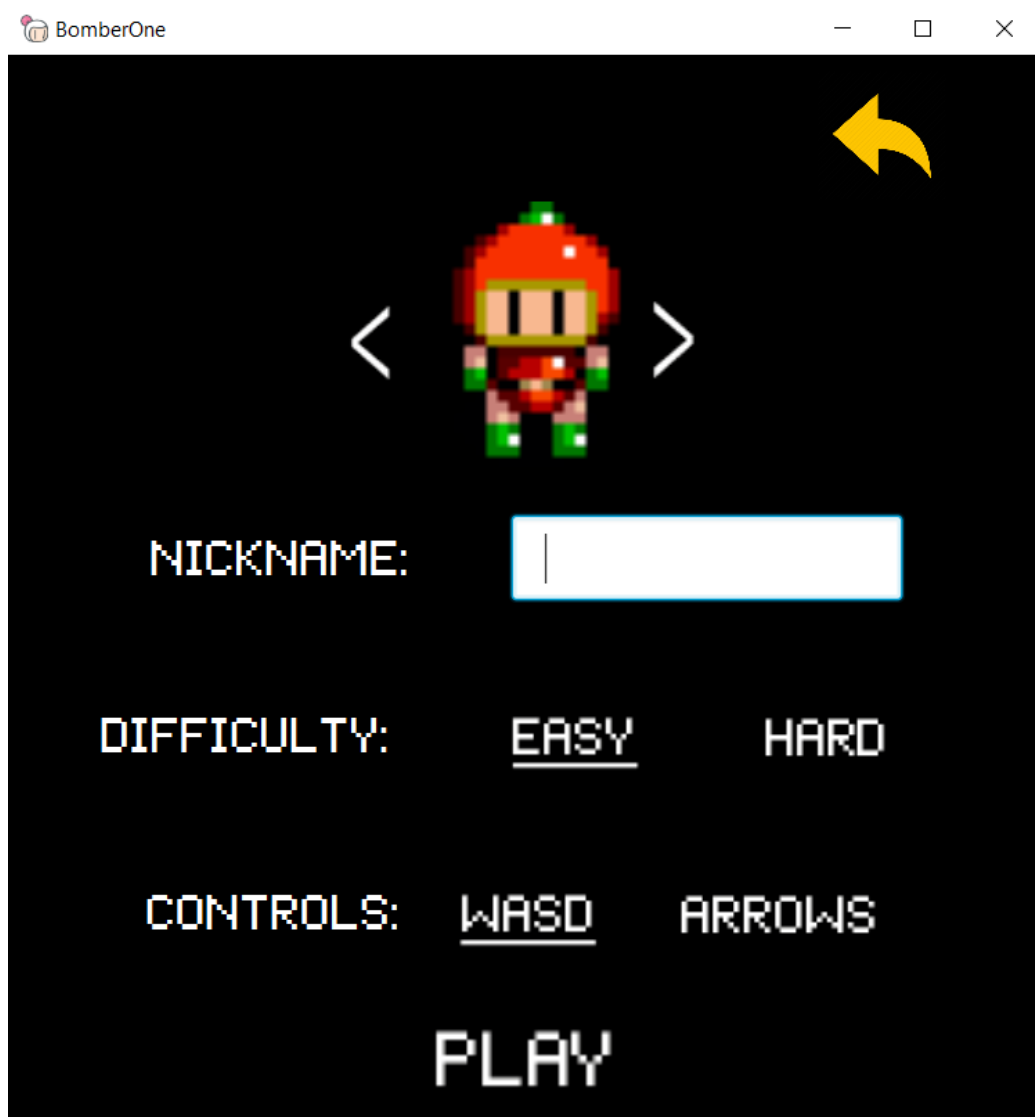 BomberOne
< >
NICKNAME:
DIFFICULTY: EASY HARD
CONTROLS: WASD ARROWS
PLAY